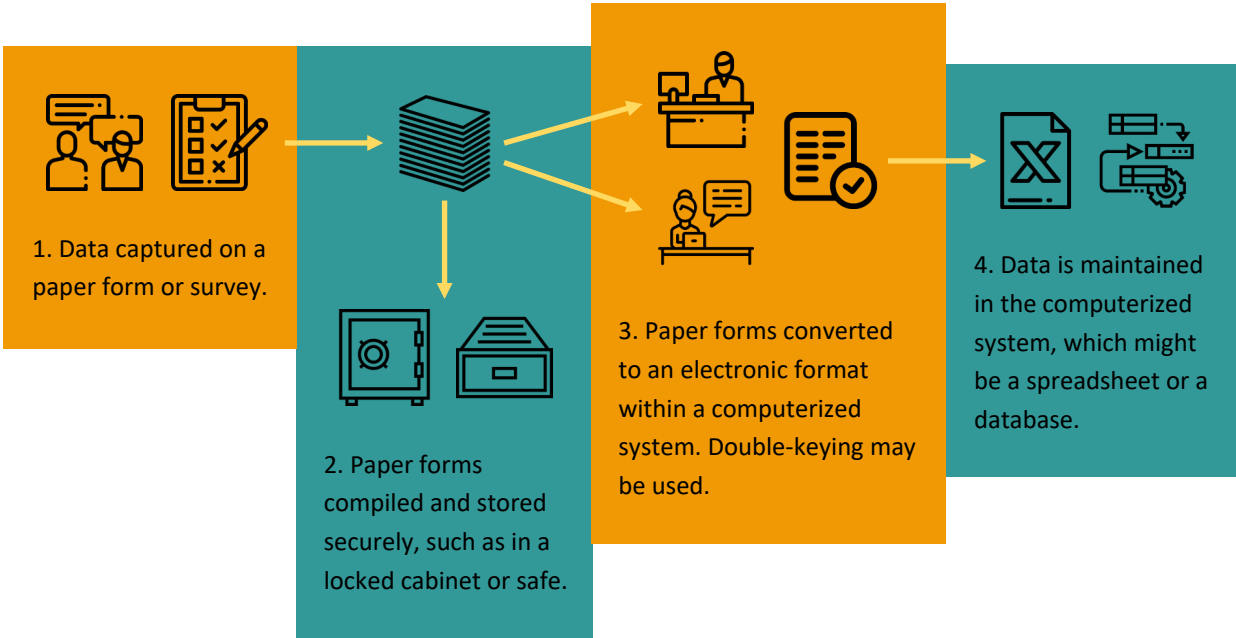 1. Data captured on a
paper form or survey.
2. Paper forms
compiled and stored
securely, such as in a
locked cabinet or safe.
3. Paper forms converted
to an electronic format
within a computerized
system. Double-keying may
be used.
4. Data is maintained
in the computerized
system, which might
be a spreadsheet or a
database.